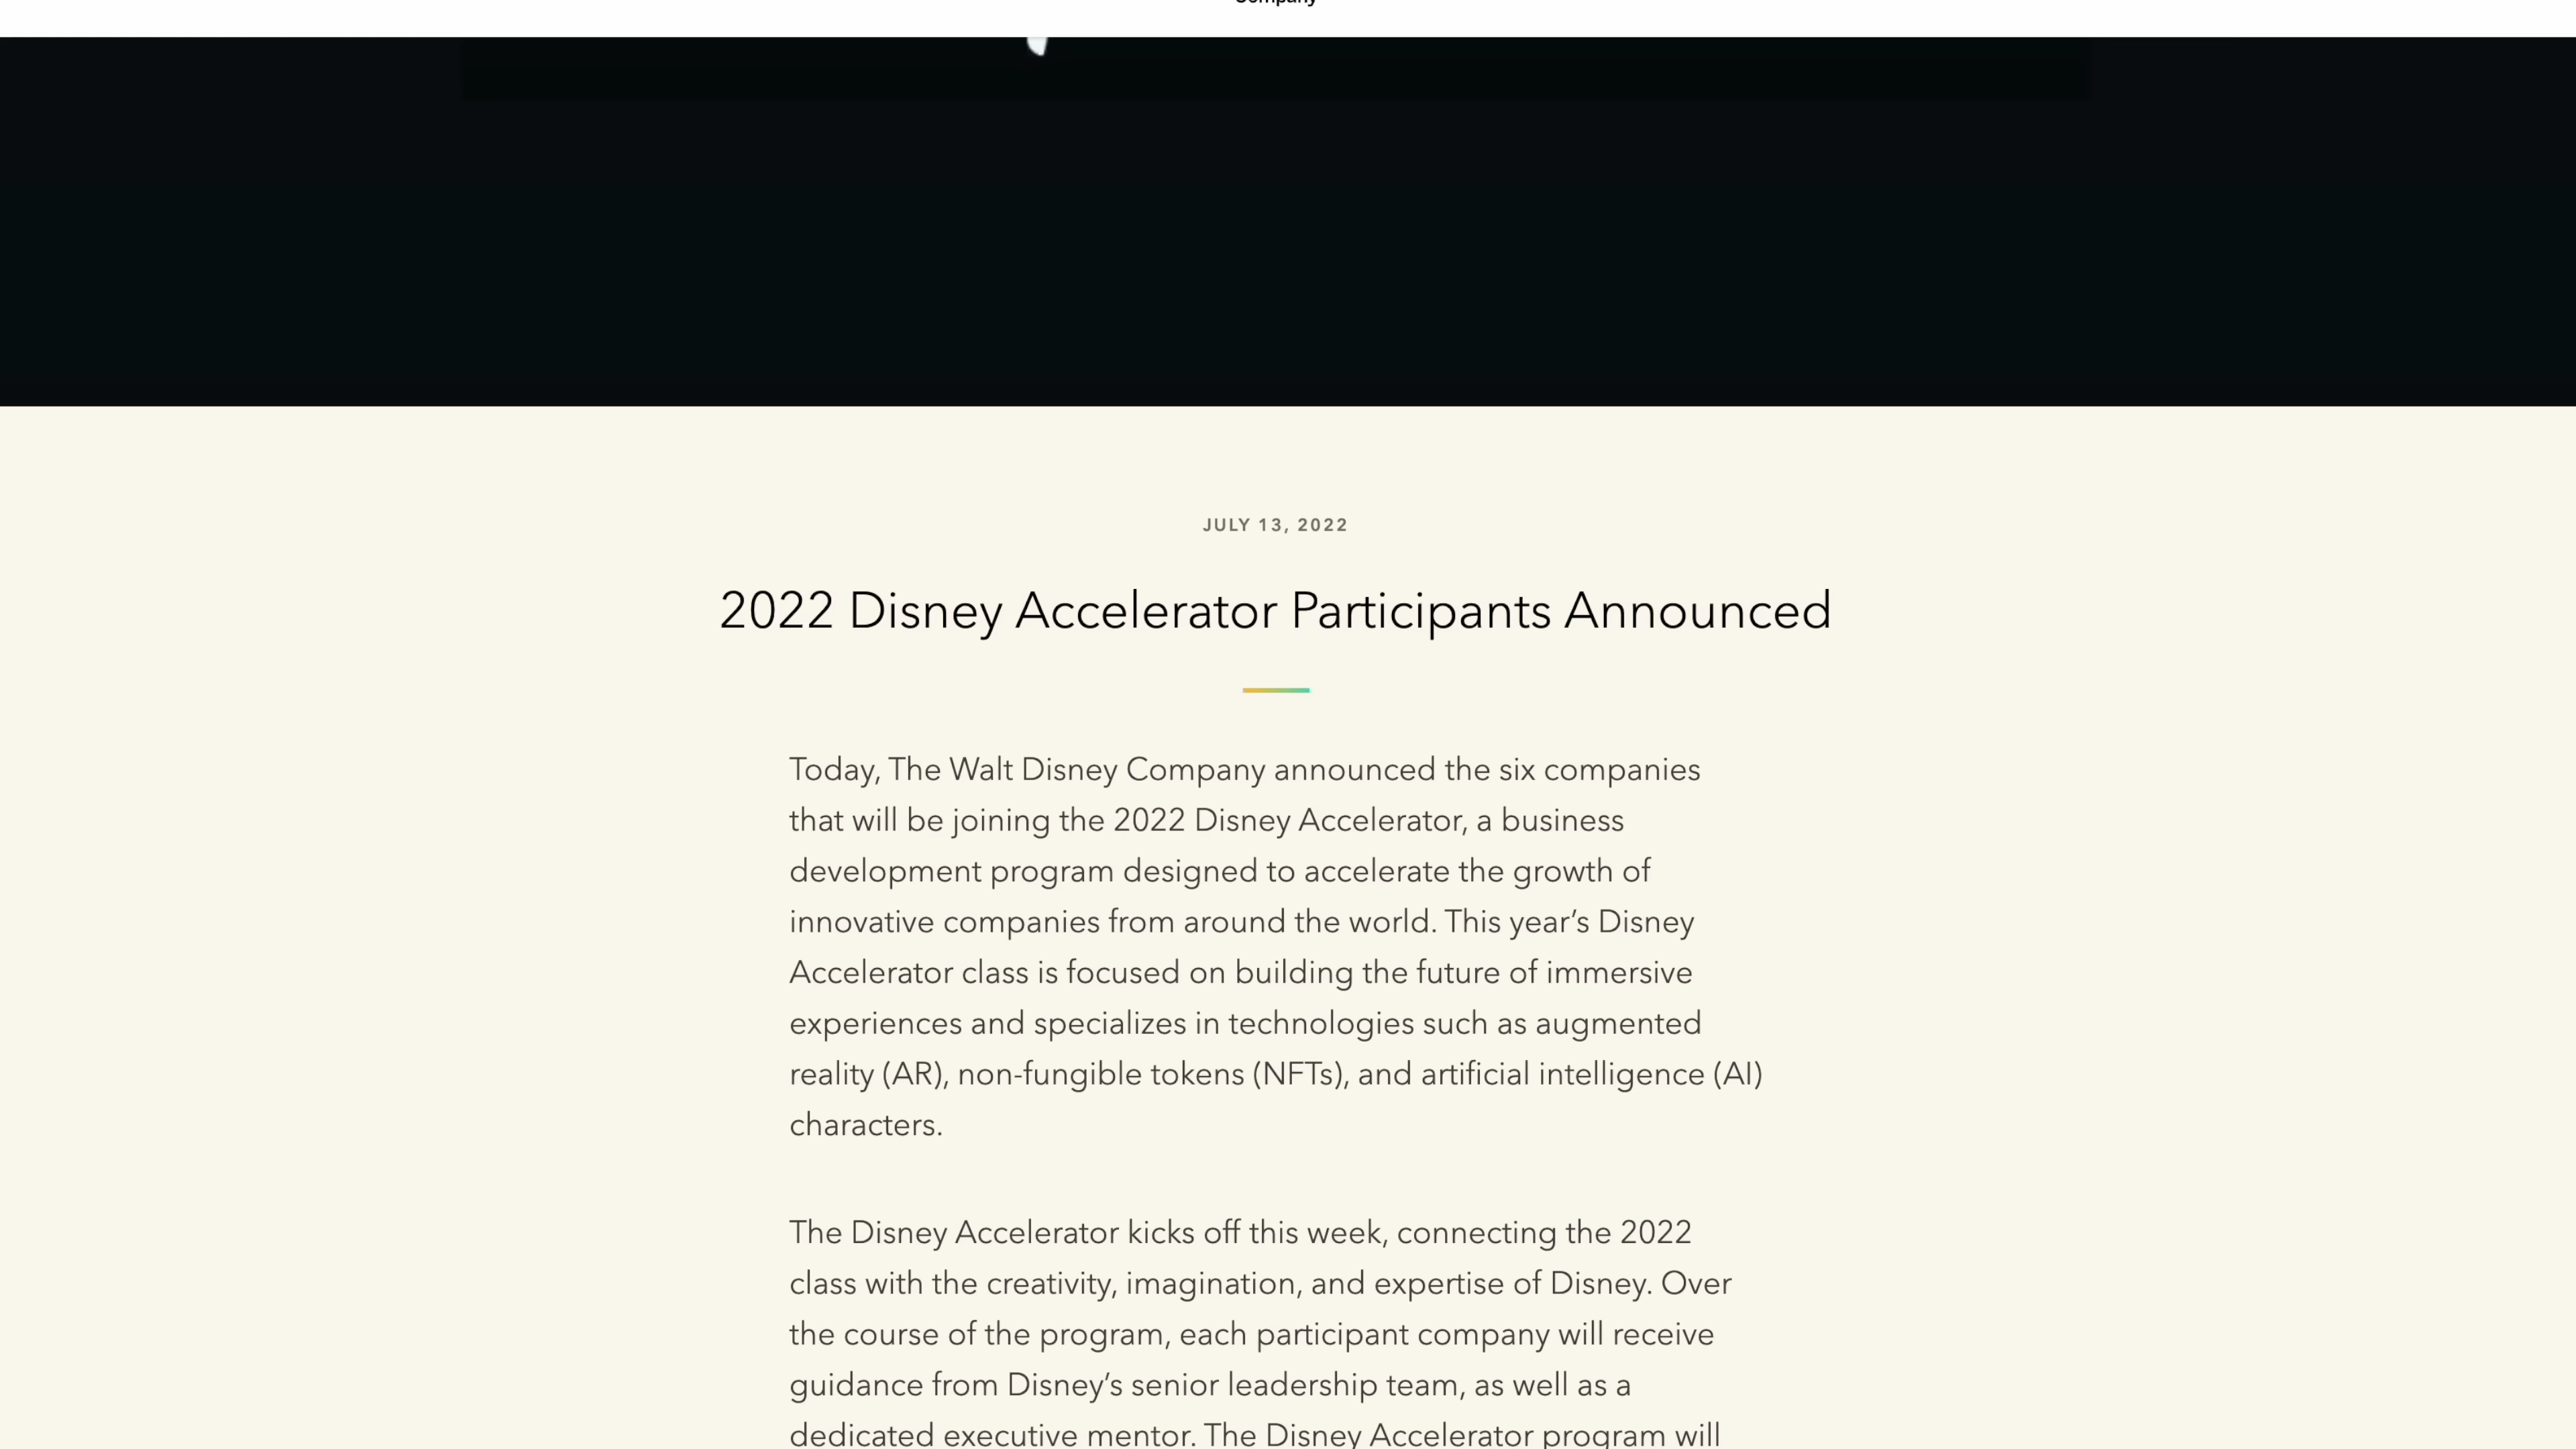 Company
JULY 13, 2022
2022 Disney Accelerator Participants Announced
Today, The Walt Disney Company announced the six companies
that will be joining the 2022 Disney Accelerator, a business
development program designed to accelerate the growth of
innovative companies from around the world. This year’s Disney
Accelerator class is focused on building the future of immersive
experiences and specializes in technologies such as augmented
reality (AR), non-fungible tokens (NFTs), and artificial intelligence (AI)
characters.
The Disney Accelerator kicks off this week, connecting the 2022
class with the creativity, imagination, and expertise of Disney. Over
the course of the program, each participant company will receive
guidance from Disney’s senior leadership team, as well as a
dedicated executive mentor. The Disney Accelerator program will